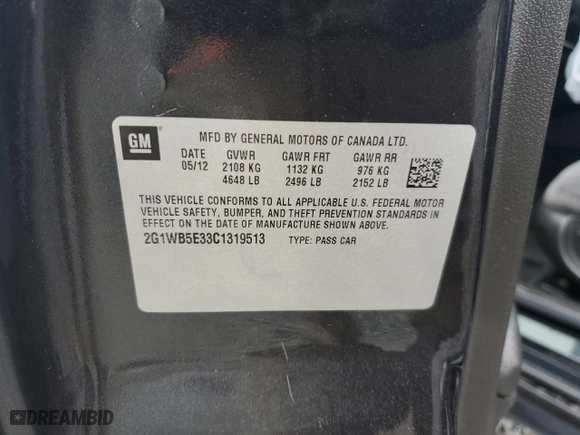 GM
MFD BY GENERAL MOTORS OF CANADA LTD.
DATE GVWR GAWR FRT GAWR RR
05/12 2108 KG 1132 KG 976 KG
4648 LB 2496 LB 2152 LB
THIS VEHICLE CONFORMS TO ALL APPLICABLE U.S. FEDERAL MOTOR
VEHICLE SAFETY, BUMPER, AND THEFT PREVENTION STANDARDS IN
EFFECT ON THE DATE OF MANUFACTURE SHOWN ABOVE.
2G1WB5E33C1319513 TYPE: PASS CAR
DREAMBID